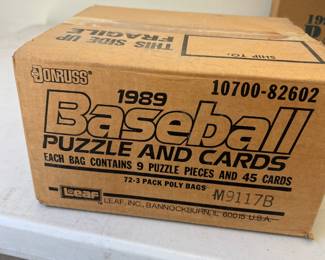 THIS SIDE UP
FRAGILE
SHIP TO:
DONRUSS
10700-82602
1989
Baseball
PUZZLE AND CARDS
EACH BAG CONTAINS 9 PUZZLE PIECES AND 45 CARDS
72-3 PACK POLY BAGS
M9117B
Leaf
LEAF, INC., BANNOCKBURN, IL 60015 U.S.A.